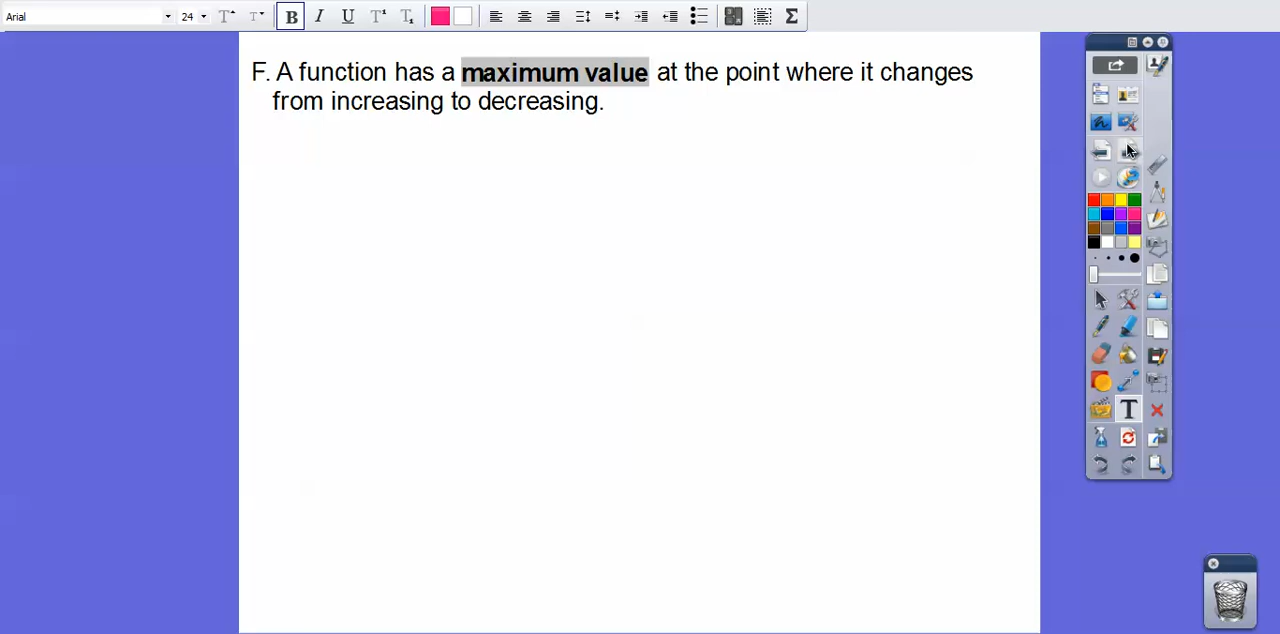 Arial 24 T T B I U T T Σ
F. A function has a maximum value at the point where it changes
from increasing to decreasing.
T